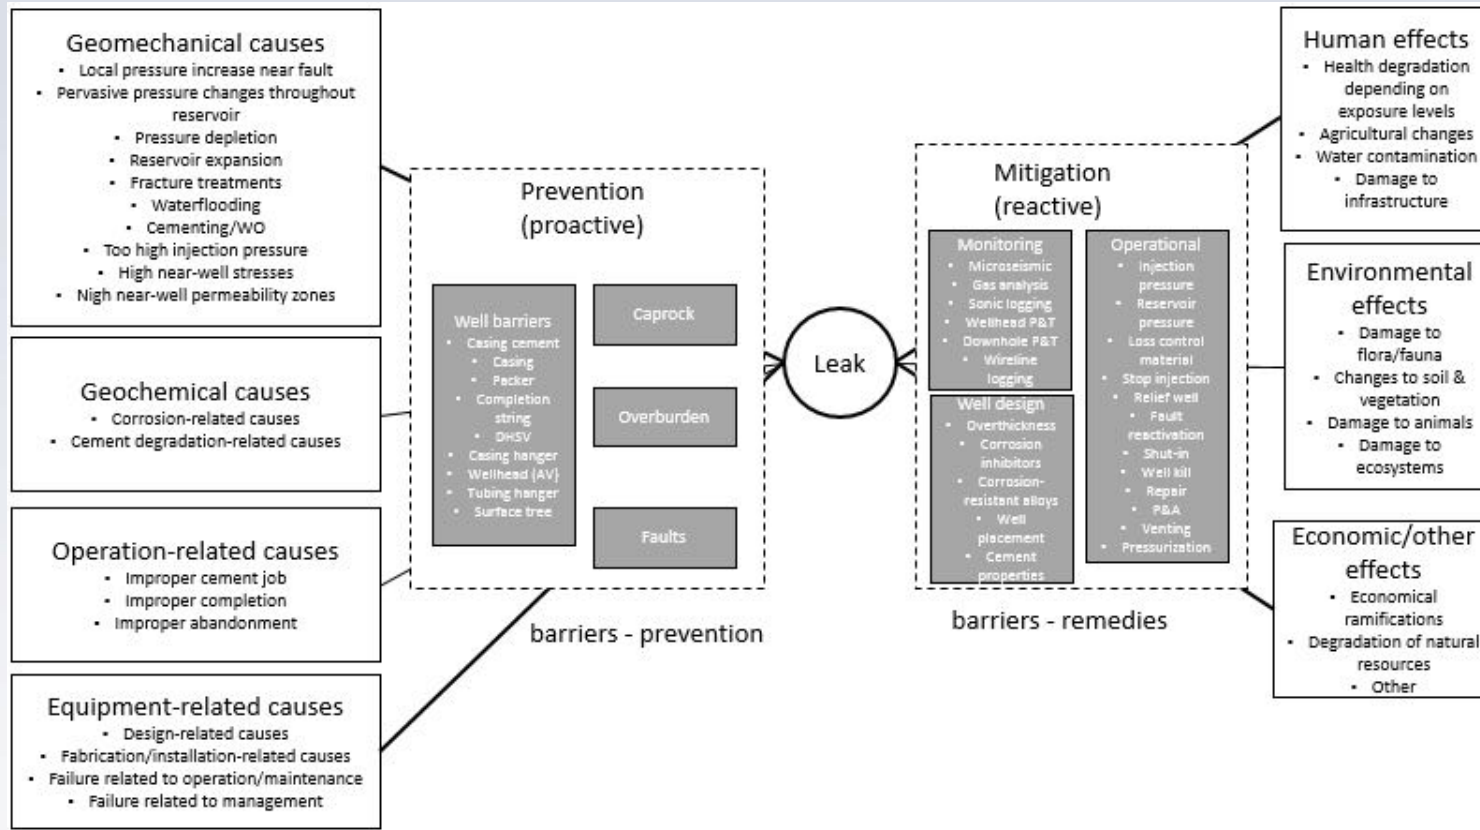 Geomechanical causes
▪ Local pressure increase near fault
▪ Pervasive pressure changes throughout
reservoir
▪ Pressure depletion
▪ Reservoir expansion
▪ Fracture treatments
▪ Waterflooding
▪ Cementing/WO
▪ Too high injection pressure
▪ High near-well stresses
▪ Nigh near-well permeability zones
Geochemical causes
▪ Corrosion-related causes
▪ Cement degradation-related causes
Operation-related causes
▪ Improper cement job
▪ Improper completion
▪ Improper abandonment
Equipment-related causes
▪ Design-related causes
▪ Fabrication/installation-related causes
▪ Failure related to operation/maintenance
▪ Failure related to management
Prevention
(proactive)
Well barriers
• Casing cement
• Casing
• Packer
• Completion
string
• DHSV
• Casing hanger
• Wellhead (AV)
• Tubing hanger
• Surface tree
Caprock
Overburden
Faults
barriers - prevention
Leak
Mitigation
(reactive)
Monitoring
• Microseismic
• Gas analysis
• Sonic logging
• Wellhead P&T
• Downhole P&T
• Wireline
logging
Well design
• Overthickness
• Corrosion
inhibitors
• Corrosion-
resistant alloys
• Well
placement
• Cement
properties
Operational
• Injection
pressure
• Reservoir
pressure
• Loss control
material
• Stop injection
• Relief well
• Fault
reactivation
• Shut-in
• Well kill
• Repair
• P&A
• Venting
• Pressurization
barriers - remedies
Human effects
▪ Health degradation
depending on
exposure levels
▪ Agricultural changes
▪ Water contamination
▪ Damage to
infrastructure
Environmental
effects
▪ Damage to
flora/fauna
▪ Changes to soil &
vegetation
▪ Damage to animals
▪ Damage to
ecosystems
Economic/other
effects
▪ Economical
ramifications
▪ Degradation of natural
resources
▪ Other